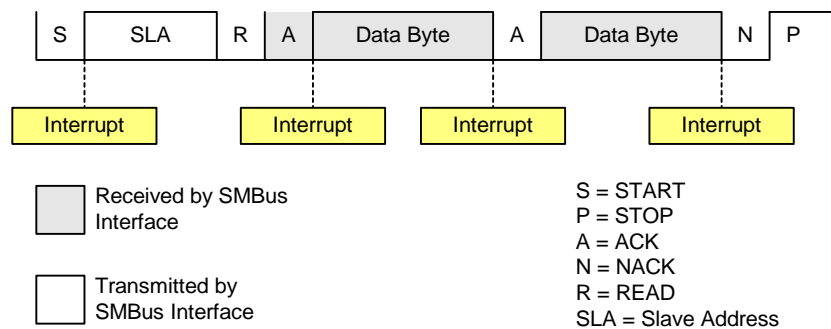 S SLA R A Data Byte A Data Byte N P
Interrupt Interrupt Interrupt Interrupt
Received by SMBus
Interface
Transmitted by
SMBus Interface
S = START
P = STOP
A = ACK
N = NACK
R = READ
SLA = Slave Address